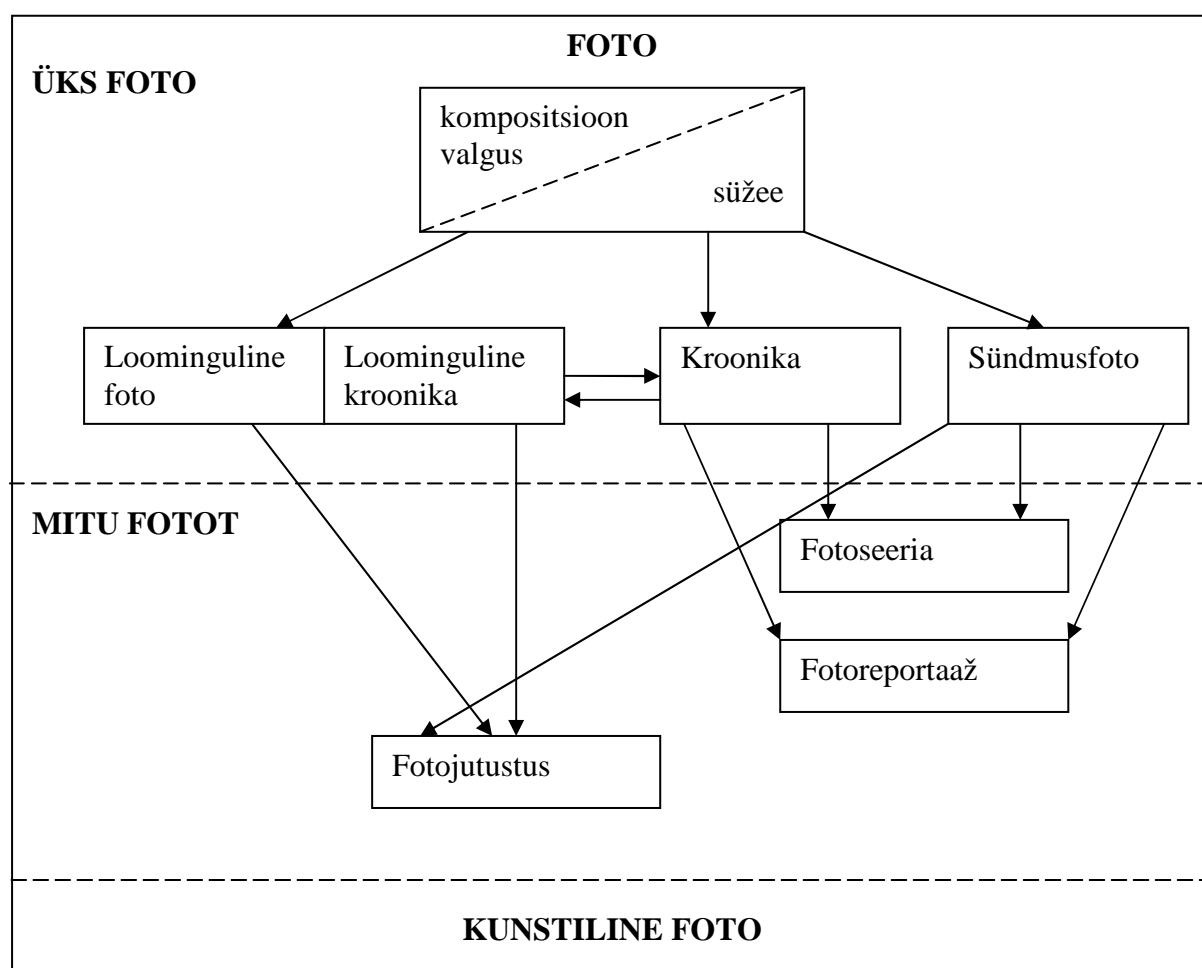 FOTO
ÜKS FOTO
kompositsioon
valgus
süžee
Loominguline
foto
Loominguline
kroonika
Kroonika
Sündmusfoto
MITU FOTOT
Fotoseeria
Fotoreportaaž
Fotojutustus
KUNSTILINE FOTO